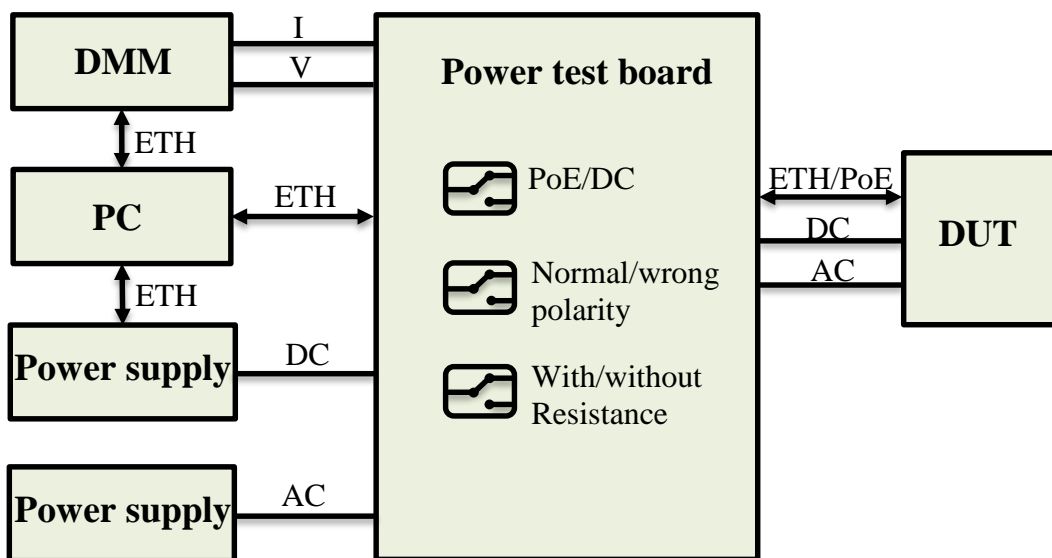 DMM
I
V
ETH
PC
ETH
ETH
Power supply
DC
Power supply
AC
Power test board
PoE/DC
Normal/wrong
polarity
With/without
Resistance
ETH/PoE
DC
AC
DUT